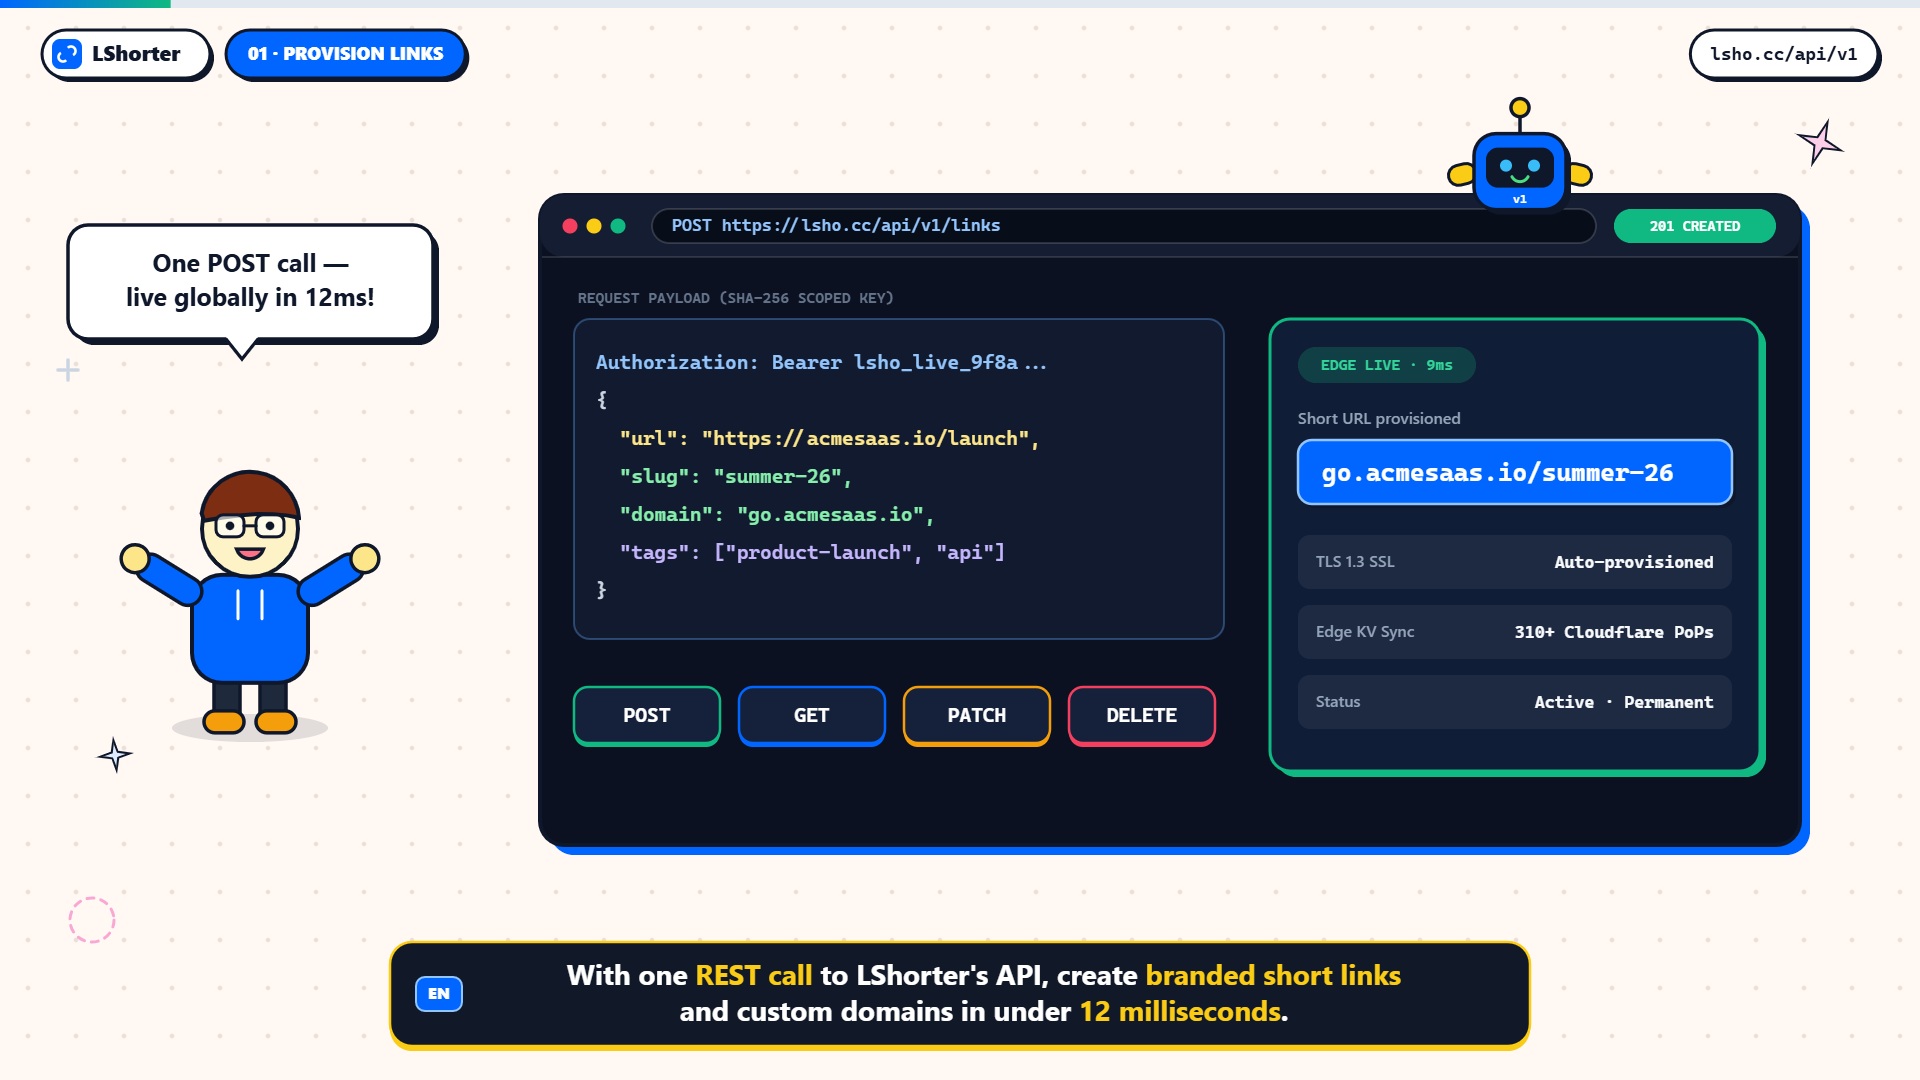 LShorter
01 · PROVISION LINKS
lsho.cc/api/v1
v1
One POST call —
live globally in 12ms!
POST https://lsho.cc/api/v1/links
201 CREATED
REQUEST PAYLOAD (SHA-256 SCOPED KEY)
Authorization: Bearer lsho_live_9f8a...
{
"url": "https://acmesaas.io/launch",
"slug": "summer-26",
"domain": "go.acmesaas.io",
"tags": ["product-launch", "api"]
}
POST
GET
PATCH
DELETE
EDGE LIVE · 9ms
Short URL provisioned
go.acmesaas.io/summer-26
TLS 1.3 SSL Auto-provisioned
Edge KV Sync 310+ Cloudflare PoPs
Status Active · Permanent
EN
With one REST call to LShorter's API, create branded short links
and custom domains in under 12 milliseconds.